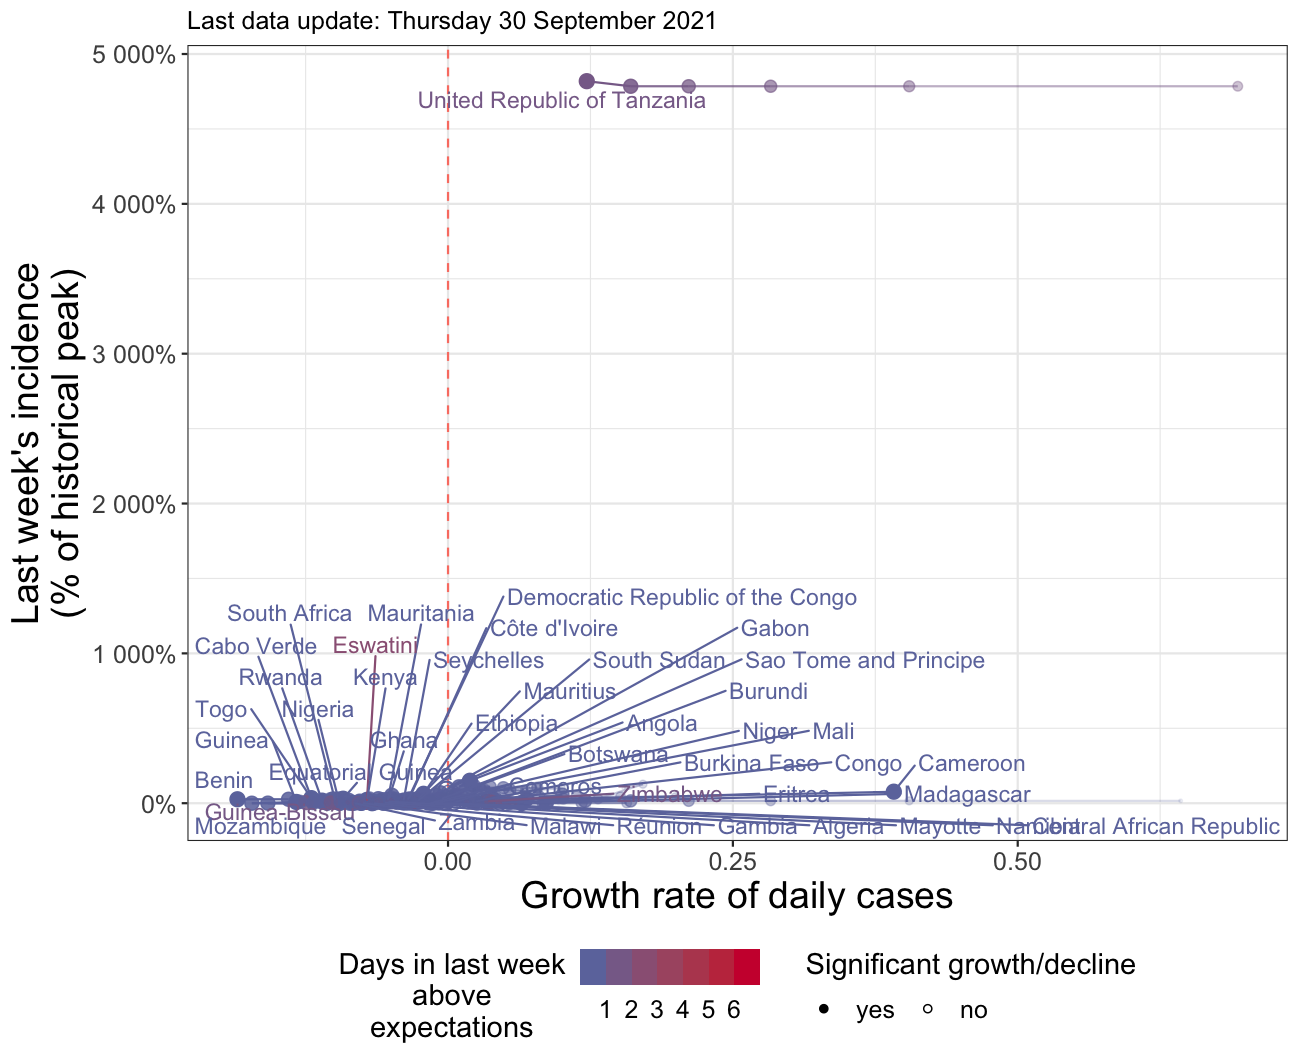 Last data update: Thursday 30 September 2021
Last week's incidence
(% of historical peak)
5 000%
4 000%
3 000%
2 000%
1 000%
0%
United Republic of Tanzania
Democratic Republic of the Congo
South Africa
Mauritania
Côte d'Ivoire
Gabon
Cabo Verde
Eswatini
Seychelles
South Sudan
Sao Tome and Principe
Rwanda
Kenya
Mauritius
Burundi
Togo
Nigeria
Ethiopia
Angola
Niger
Mali
Guinea
Ghana
Botswana
Burkina Faso
Congo
Cameroon
Benin
Equatorial Guinea
Comoros
Zimbabwe
Eritrea
Madagascar
Guinea-Bissau
Mozambique
Senegal
Zambia
Malawi
Réunion
Gambia
Algeria
Mayotte
Namibia
Central African Republic
0.00
0.25
0.50
Growth rate of daily cases
Days in last week
above
expectations
1 2 3 4 5 6
Significant growth/decline
yes
no